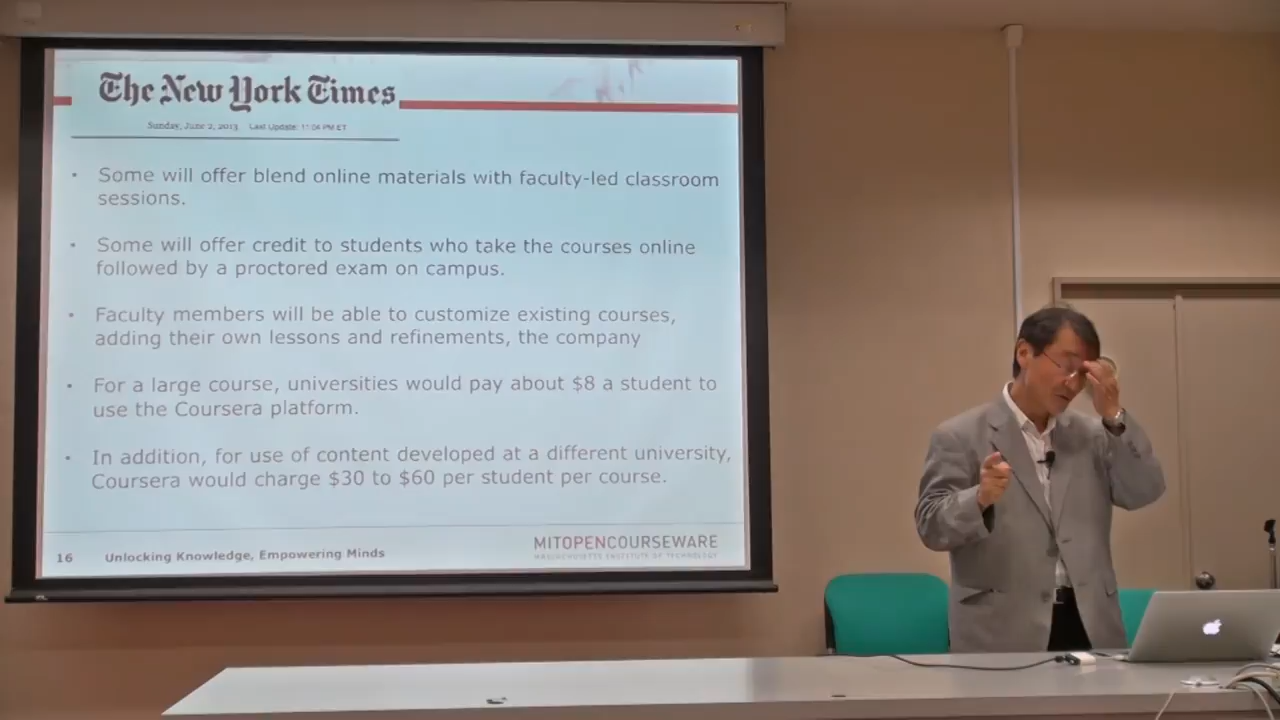 The New York Times
Sunday, June 2, 2013 Last Update: 11:04 PM ET
• Some will offer blend online materials with faculty-led classroom
sessions.
• Some will offer credit to students who take the courses online
followed by a proctored exam on campus.
• Faculty members will be able to customize existing courses,
adding their own lessons and refinements, the company
• For a large course, universities would pay about $8 a student to
use the Coursera platform.
• In addition, for use of content developed at a different university,
Coursera would charge $30 to $60 per student per course.
16 Unlocking Knowledge, Empowering Minds
MITOPENCOURSEWARE
MASSACHUSETTS INSTITUTE OF TECHNOLOGY